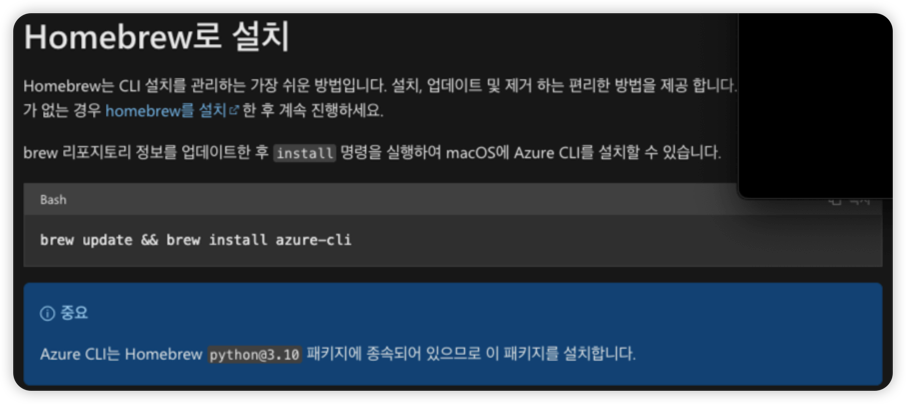 Homebrew로 설치
Homebrew는 CLI 설치를 관리하는 가장 쉬운 방법입니다. 설치, 업데이트 및 제거 하는 편리한 방법을 제공 합니다.
가 없는 경우 homebrew를 설치 한 후 계속 진행하세요.
brew 리포지토리 정보를 업데이트한 후 install 명령을 실행하여 macOS에 Azure CLI를 설치할 수 있습니다.
Bash
brew update && brew install azure-cli
중요
Azure CLI는 Homebrew python@3.10 패키지에 종속되어 있으므로 이 패키지를 설치합니다.